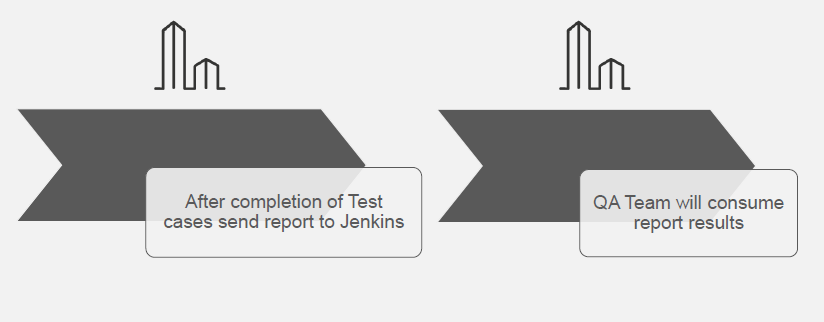 After completion of Test
cases send report to Jenkins
QA Team will consume
report results